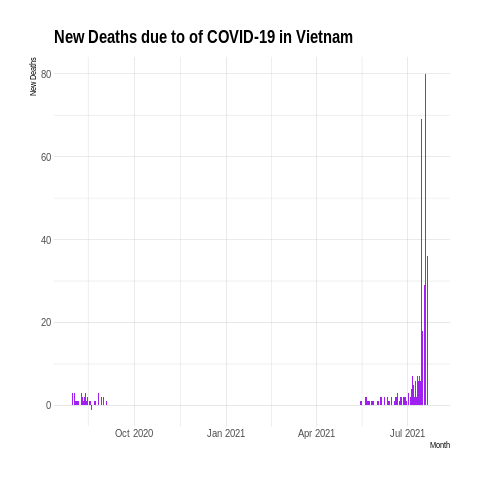 New Deaths due to of COVID-19 in Vietnam
New Deaths
80
60
40
20
0
Oct 2020 Jan 2021 Apr 2021 Jul 2021
Month